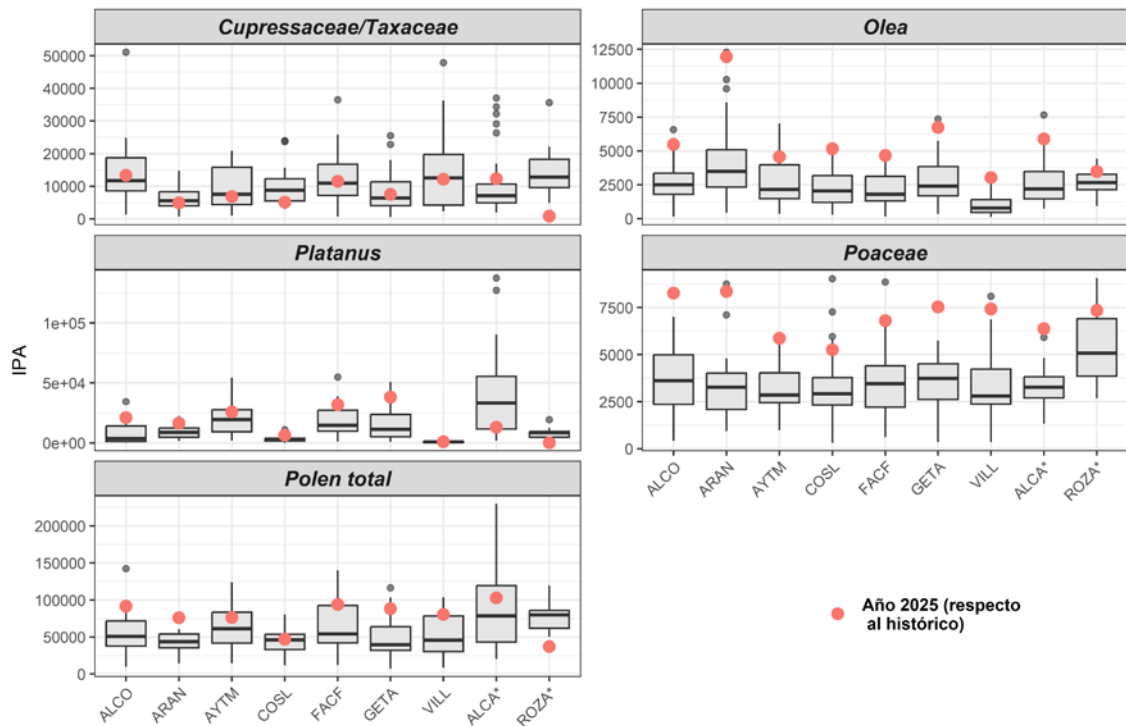 Cupressaceae/Taxaceae
50000
40000
30000
20000
10000
0
Olea
12500
10000
7500
5000
2500
0
Platanus
1e+05
5e+04
0e+00
Poaceae
7500
5000
2500
0
ALCO
ARAN
AYTM
COSL
FACF
GETA
VILL
ALCA*
ROZA*
Polen total
200000
150000
100000
50000
0
ALCO
ARAN
AYTM
COSL
FACF
GETA
VILL
ALCA*
ROZA*
IPA
Año 2025 (respecto
al histórico)